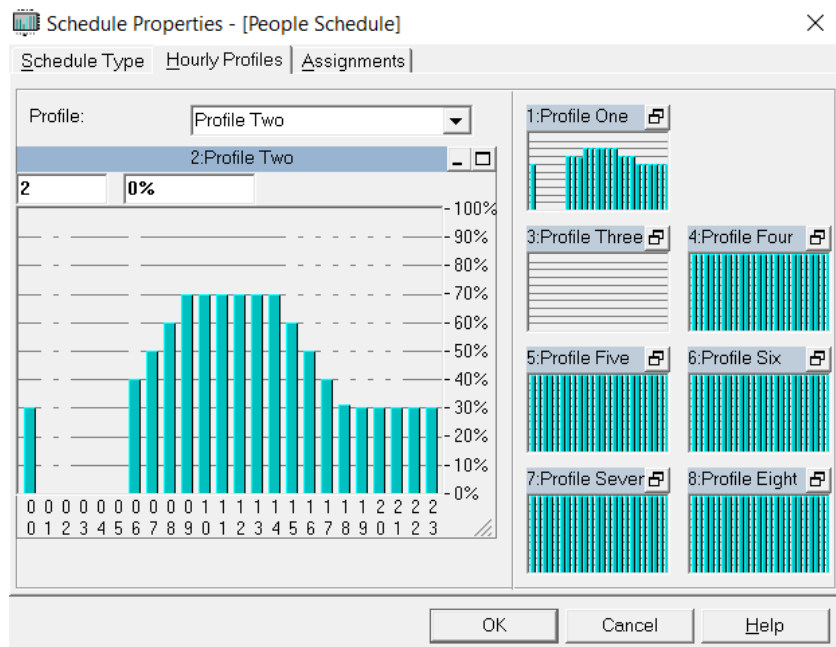 Schedule Properties - [People Schedule]
Schedule Type Hourly Profiles Assignments
Profile: Profile Two
2:Profile Two
2 0%
100%
90%
80%
70%
60%
50%
40%
30%
20%
10%
0%
0 0 0 0 0 0 0 0 0 0 1 1 1 1 1 1 1 1 1 1 2 2 2 2
0 1 2 3 4 5 6 7 8 9 0 1 2 3 4 5 6 7 8 9 0 1 2 3
1:Profile One
3:Profile Three 4:Profile Four
5:Profile Five 6:Profile Six
7:Profile Sever 8:Profile Eight
OK Cancel Help